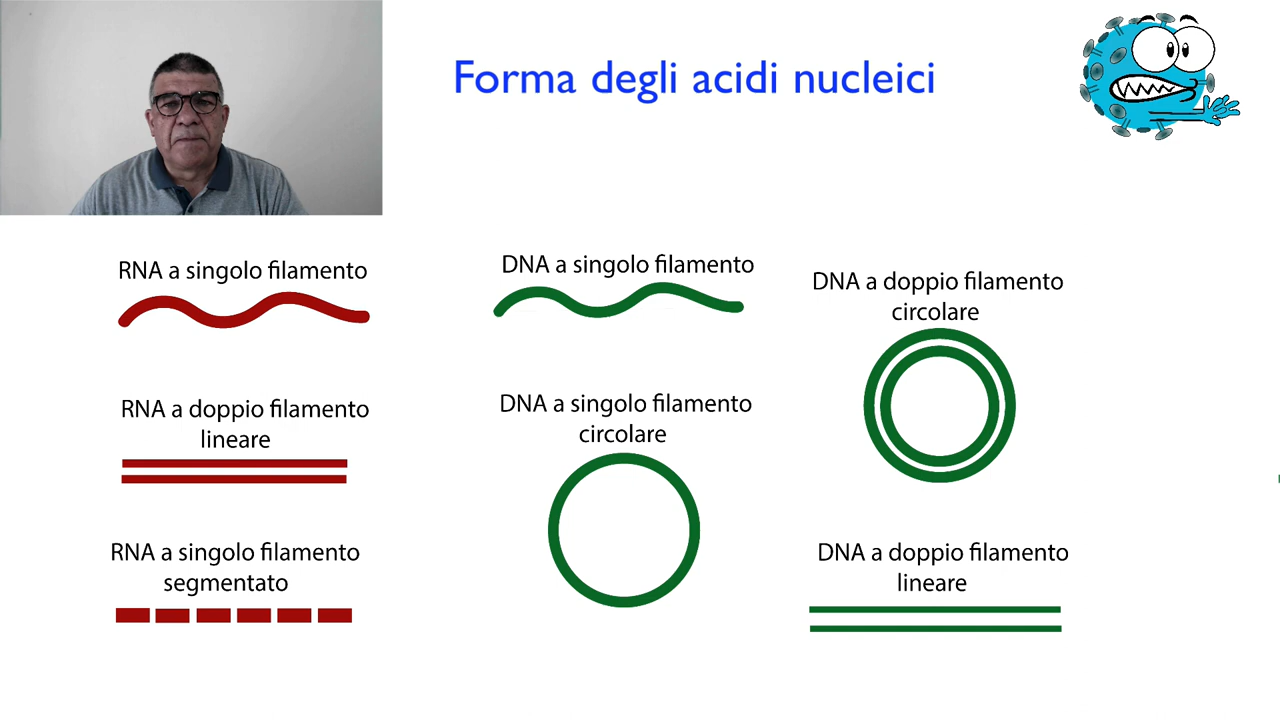 Forma degli acidi nucleici
RNA a singolo filamento
RNA a doppio filamento
lineare
RNA a singolo filamento
segmentato
DNA a singolo filamento
DNA a singolo filamento
circolare
DNA a doppio filamento
circolare
DNA a doppio filamento
lineare